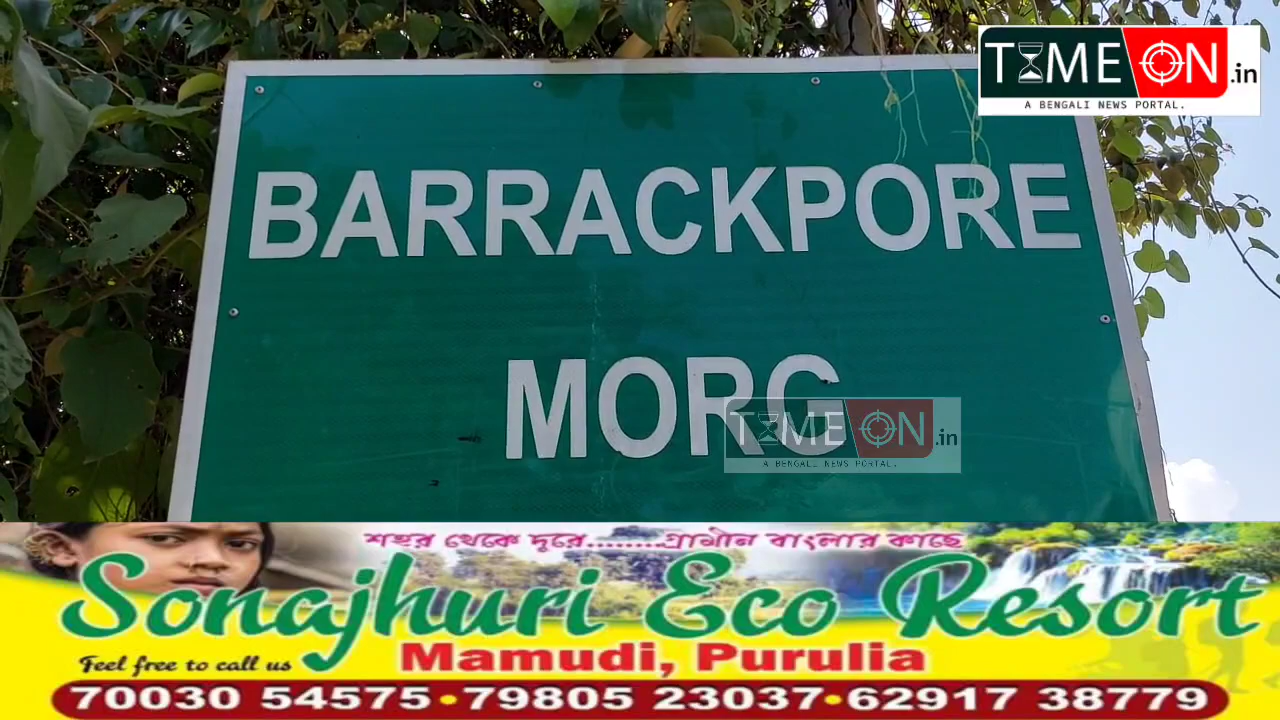 TIMEON.in
A BENGALI NEWS PORTAL.
BARRACKPORE
MORG
TIMEON.in
A BENGALI NEWS PORTAL.
শহর থেকে দূরে.........গ্রামীন বাংলার কাছে
Sonajhuri Eco Resort
Feel free to call us
Mamudi, Purulia
70030 54575•79805 23037•62917 38779